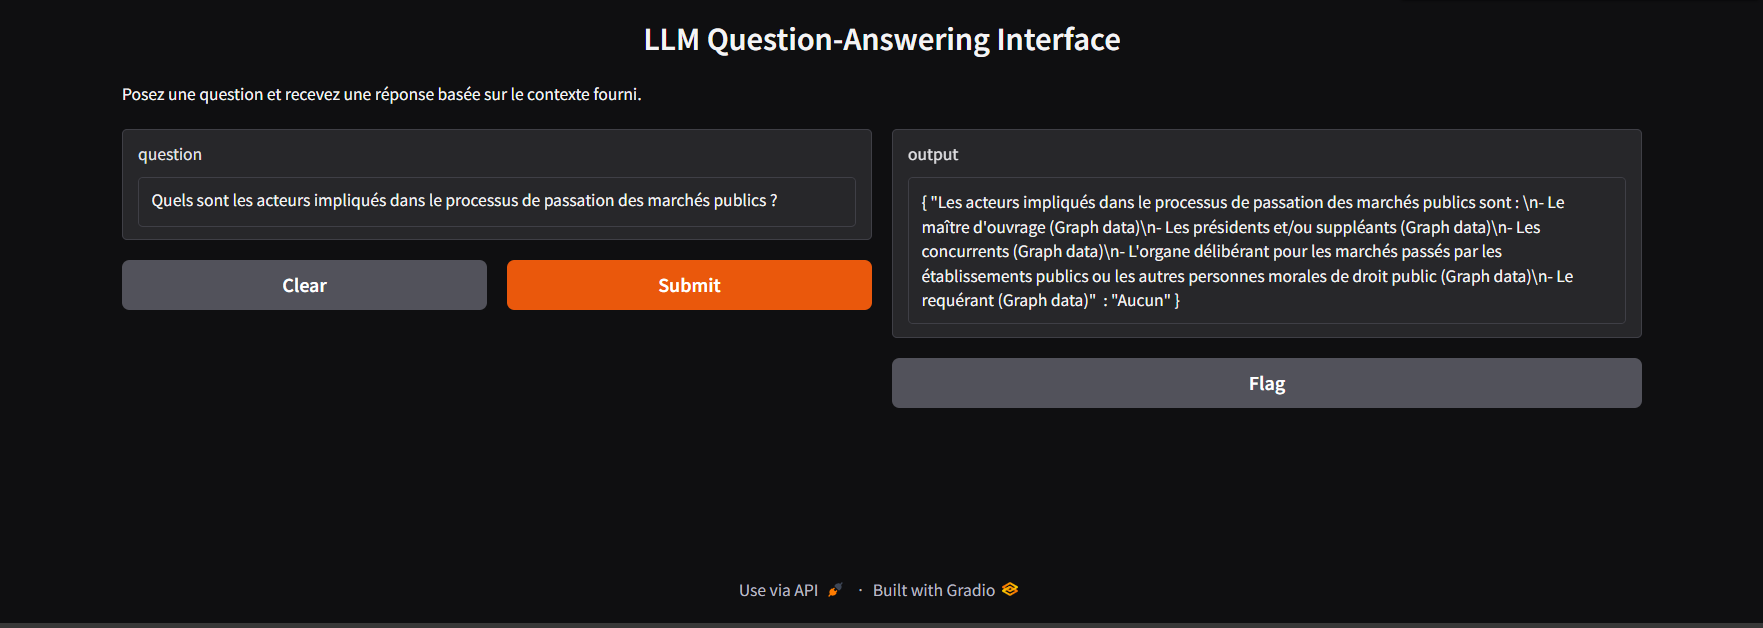 LLM Question-Answering Interface
Posez une question et recevez une réponse basée sur le contexte fourni.
question
Quels sont les acteurs impliqués dans le processus de passation des marchés publics ?
Clear
Submit
output
{ "Les acteurs impliqués dans le processus de passation des marchés publics sont : \n- Le
maître d'ouvrage (Graph data)\n- Les présidents et/ou suppléants (Graph data)\n- Les
concurrents (Graph data)\n- L'organe délibérant pour les marchés passés par les
établissements publics ou les autres personnes morales de droit public (Graph data)\n- Le
requérant (Graph data)"  : "Aucun" }
Flag
Use via API · Built with Gradio